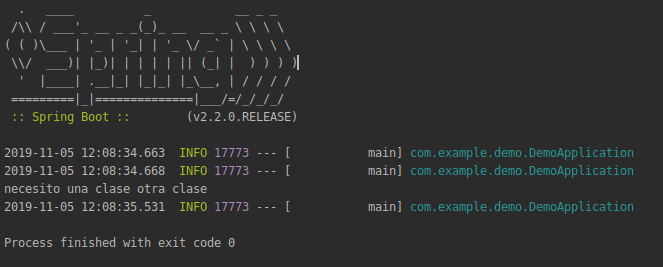 .   ____          _            __ _ _
 /\\ / ___'_ __ _ _(_)_ __  __ _ \ \ \ \
( ( )\___ | '_ | '_| | '_ \/ _` | \ \ \ \
 \\/  ___)| |_)| | | | | || (_| |  ) ) ) )
  '  |____| .__|_| |_|_| |_\__, | / / / /
 =========|_|==============|___/=/_/_/_/
 :: Spring Boot ::        (v2.2.0.RELEASE)
2019-11-05 12:08:34.663  INFO 17773 --- [           main] com.example.demo.DemoApplication
2019-11-05 12:08:34.668  INFO 17773 --- [           main] com.example.demo.DemoApplication
necesito una clase otra clase
2019-11-05 12:08:35.531  INFO 17773 --- [           main] com.example.demo.DemoApplication
Process finished with exit code 0